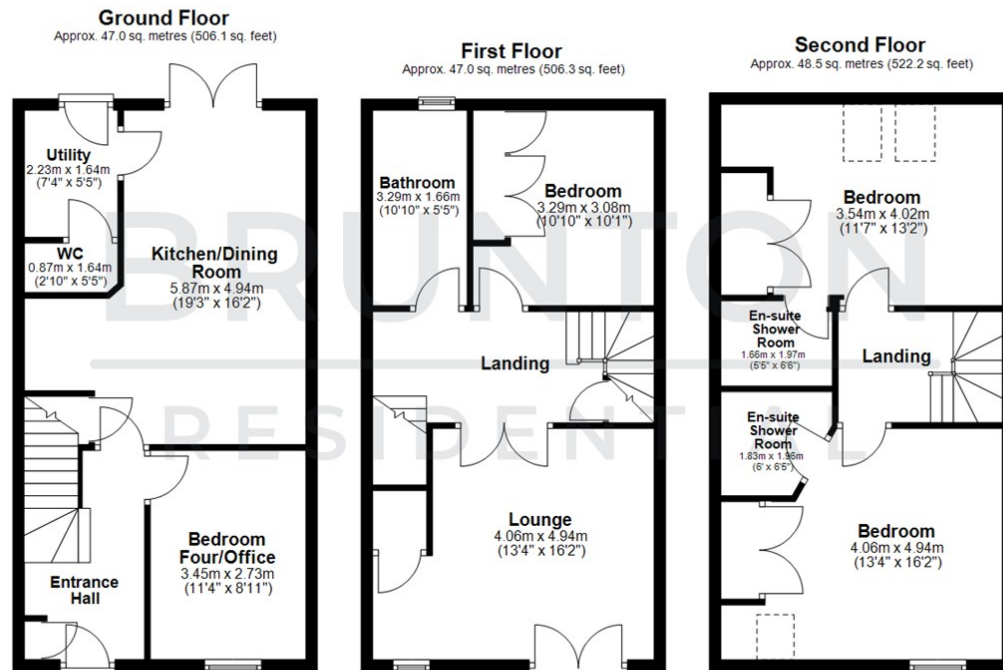 Ground Floor
Approx. 47.0 sq. metres (506.1 sq. feet)
Utility
2.23m x 1.64m
(7'4" x 5'5")
WC
0.87m x 1.64m
(2'10" x 5'5")
Kitchen/Dining
Room
5.87m x 4.94m
(19'3" x 16'2")
Bedroom
Four/Office
3.45m x 2.73m
(11'4" x 8'11")
Entrance
Hall
First Floor
Approx. 47.0 sq. metres (506.3 sq. feet)
Bathroom
3.29m x 1.66m
(10'10" x 5'5")
Bedroom
3.29m x 3.08m
(10'10" x 10'1")
Landing
Lounge
4.06m x 4.94m
(13'4" x 16'2")
Second Floor
Approx. 48.5 sq. metres (522.2 sq. feet)
Bedroom
3.54m x 4.02m
(11'7" x 13'2")
En-suite
Shower
Room
1.66m x 1.97m
(5'5" x 6'6")
Landing
En-suite
Shower
Room
1.83m x 1.96m
(6' x 6'5")
Bedroom
4.06m x 4.94m
(13'4" x 16'2")
BRUNTON
RESIDENTIAL